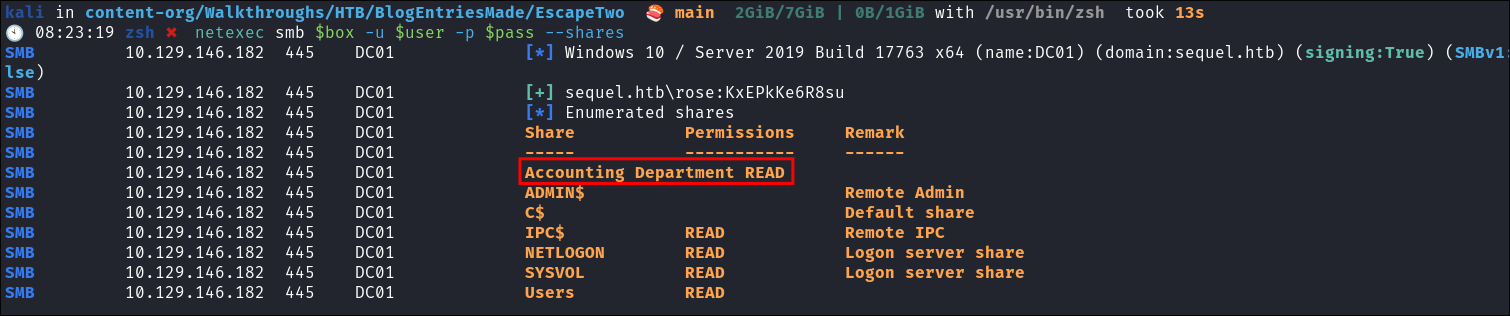 kali in content-org/Walkthroughs/HTB/BlogEntriesMade/EscapeTwo 🍣 main 2GiB/7GiB | 0B/1GiB with /usr/bin/zsh took 13s
🕙 08:23:19 zsh ✖ netexec smb $box -u $user -p $pass --shares
SMB 10.129.146.182 445 DC01 [*] Windows 10 / Server 2019 Build 17763 x64 (name:DC01) (domain:sequel.htb) (signing:True) (SMBv1:
lse)
SMB 10.129.146.182 445 DC01 [+] sequel.htb\rose:KxEPkKe6R8su
SMB 10.129.146.182 445 DC01 [*] Enumerated shares
SMB 10.129.146.182 445 DC01 Share Permissions Remark
SMB 10.129.146.182 445 DC01 ----- ----------- ------
SMB 10.129.146.182 445 DC01 Accounting Department READ
SMB 10.129.146.182 445 DC01 ADMIN$ Remote Admin
SMB 10.129.146.182 445 DC01 C$ Default share
SMB 10.129.146.182 445 DC01 IPC$ READ Remote IPC
SMB 10.129.146.182 445 DC01 NETLOGON READ Logon server share
SMB 10.129.146.182 445 DC01 SYSVOL READ Logon server share
SMB 10.129.146.182 445 DC01 Users READ